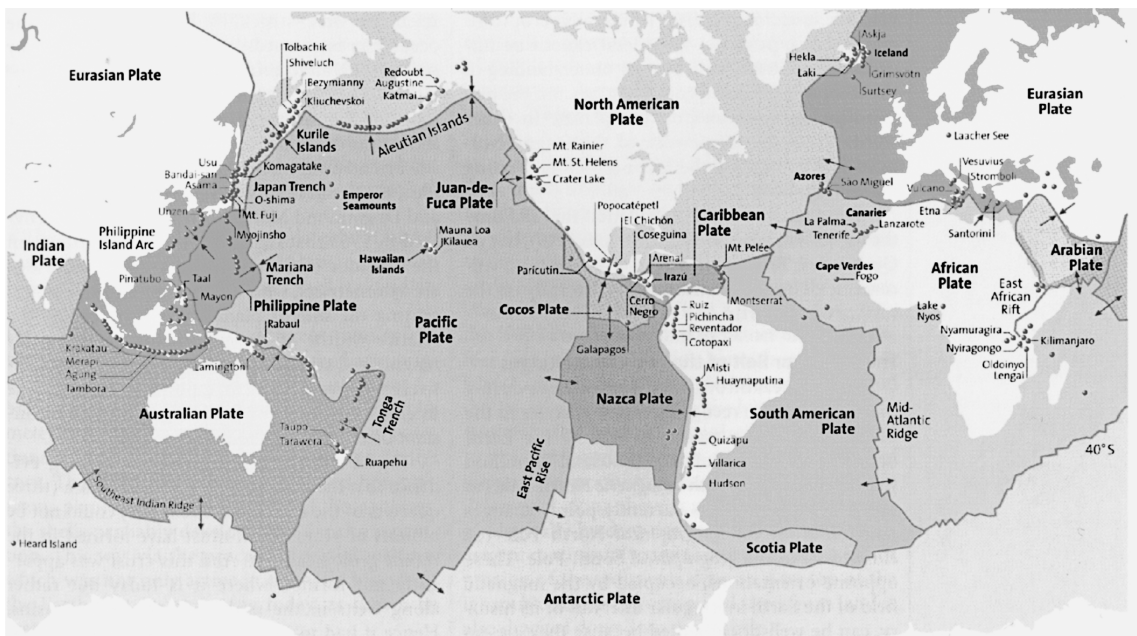 Eurasian Plate
Tolbachik
Shiveluch
Bezymianny
Kliuchevskoi
Redoubt
Augustine
Katmai
Kurile
Islands
Aleutian Islands
North American
Plate
Askja
Hekla
Iceland
Laki
Grimsvotn
Surtsey
Eurasian
Plate
Laacher See
Usu
Bandai-san
Asama
Komagatake
Japan Trench
O-shima
Unzen
Mt. Fuji
Myojinsho
Emperor
Seamounts
Juan-de-
Fuca Plate
Mt. Rainier
Mt. St. Helens
Crater Lake
Azores
Sao Miguel
Vesuvius
Stromboli
Vulcano
Etna
Santorini
Canaries
La Palma
Tenerife
Lanzarote
Popocatépetl
El Chichón
Coseguina
Caribbean
Plate
Arenal
Mt. Pelée
Indian
Plate
Philippine
Island Arc
Mauna Loa
Kilauea
Hawaiian
Islands
Paricutin
Irazú
Cape Verdes
Fogo
African
Plate
Arabian
Plate
East
African
Rift
Pinatubo
Taal
Mayon
Mariana
Trench
Philippine Plate
Rabaul
Pacific
Plate
Cocos Plate
Cerro
Negro
Montserrat
Ruiz
Pichincha
Reventador
Cotopaxi
Galapagos
Lake
Nyos
Nyamuragira
Nyiragongo
Kilimanjaro
Oldoinyo
Lengai
Krakatau
Merapi
Agung
Tambora
Lamington
Australian Plate
Tonga
Trench
Taupo
Tarawera
Ruapehu
Nazca Plate
Misti
Huaynaputina
South American
Plate
Mid-
Atlantic
Ridge
Quizapu
Villarica
Hudson
East Pacific
Rise
40°S
Southeast Indian Ridge
Heard Island
Scotia Plate
Antarctic Plate